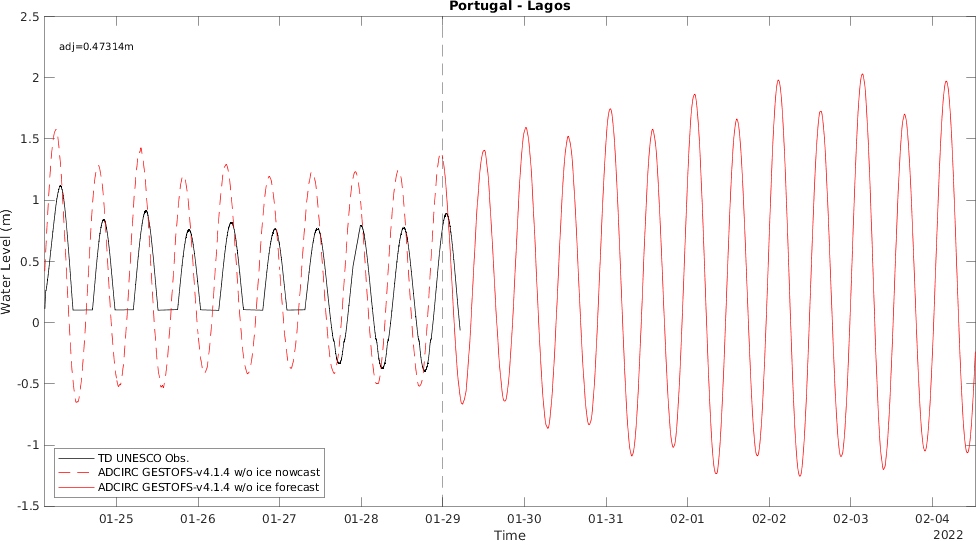 Portugal - Lagos
2.5
adj=0.47314m
2
1.5
1
0.5
0
-0.5
-1
-1.5
Water Level (m)
TD UNESCO Obs.
ADCIRC GESTOFS-v4.1.4 w/o ice nowcast
ADCIRC GESTOFS-v4.1.4 w/o ice forecast
01-25 01-26 01-27 01-28 01-29 01-30 01-31 02-01 02-02 02-03 02-04
Time
2022